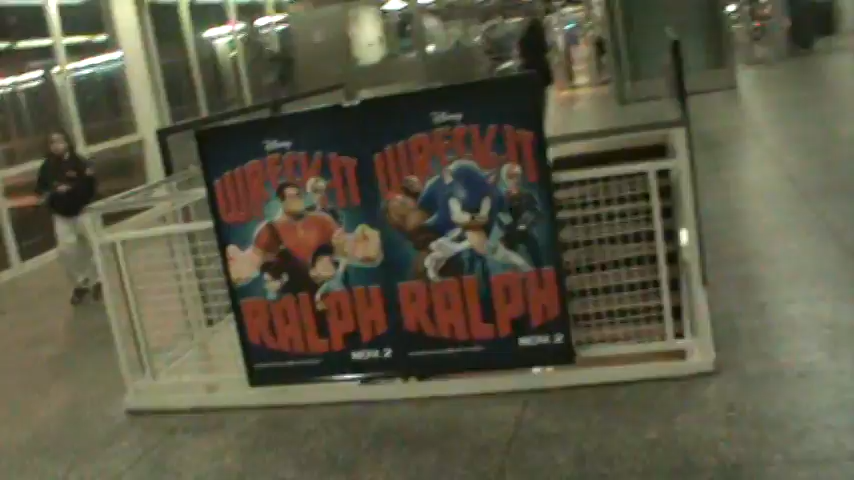 Disney
WRECK-IT
RALPH
NOV. 2
Disney
WRECK-IT
RALPH
NOV. 2